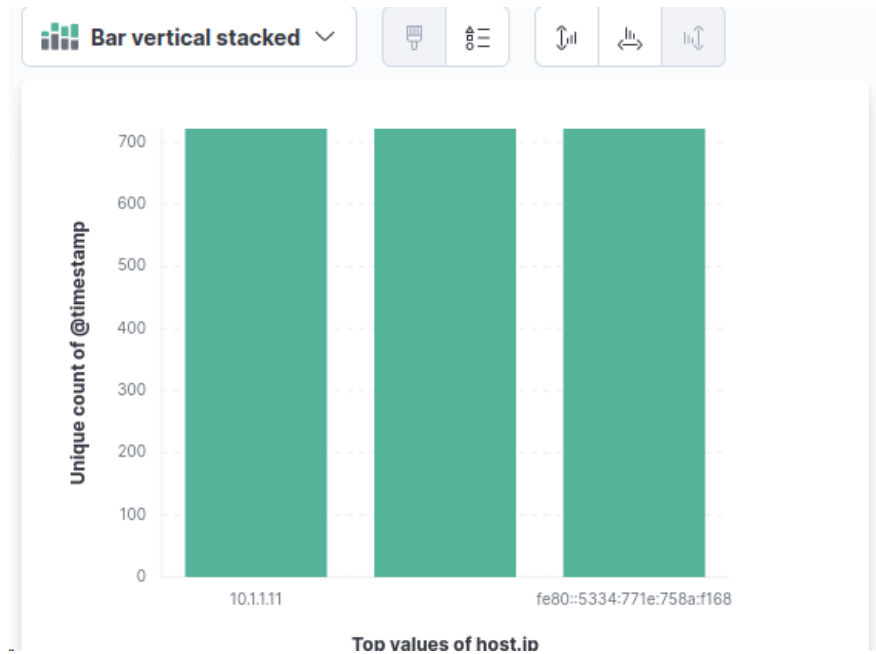 Bar vertical stacked
700
600
500
400
300
200
100
0
Unique count of @timestamp
10.1.1.11
fe80::5334:771e:758a:f168
Top values of host.ip